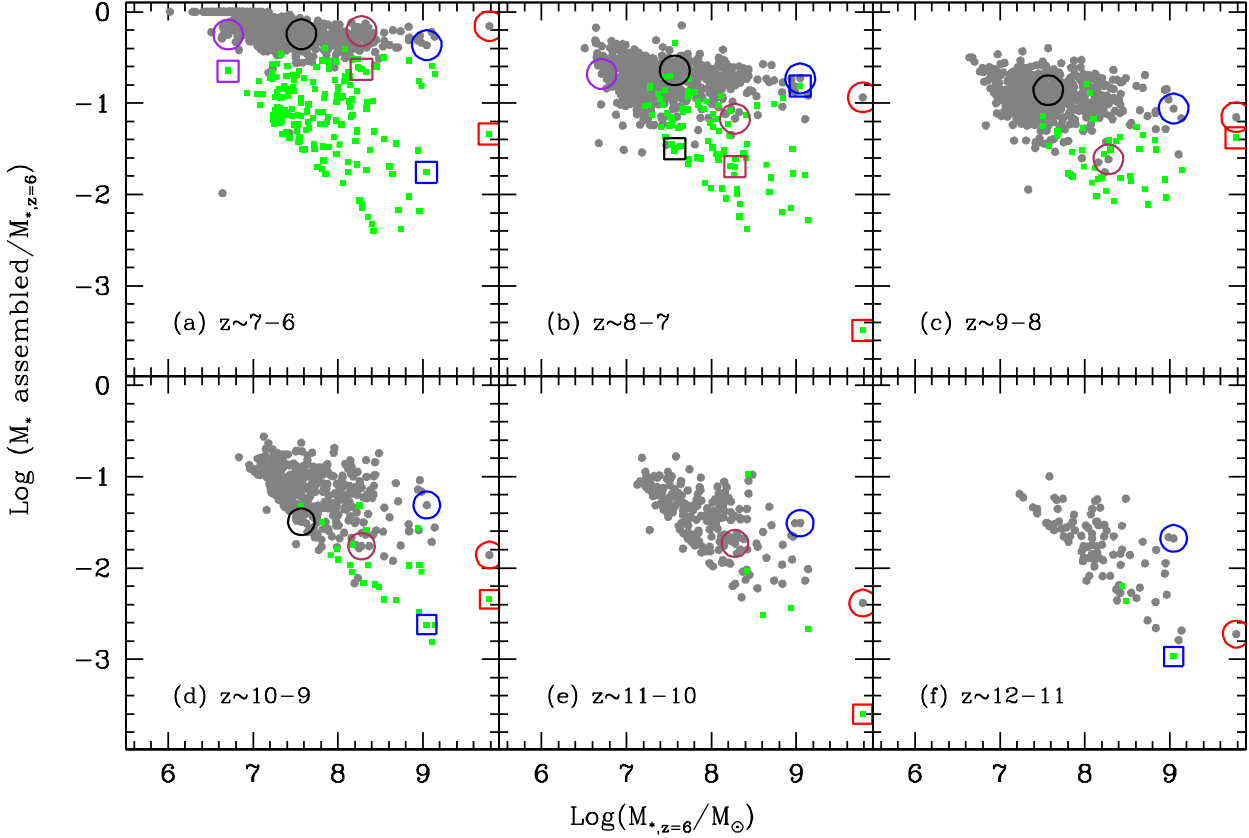 Log (M* assembled/M*,z=6)
0
−1
−2
−3
(a) z~7−6
(b) z~8−7
(c) z~9−8
0
−1
−2
−3
(d) z~10−9
(e) z~11−10
(f) z~12−11
6 7 8 9 6 7 8 9 6 7 8 9
Log(M*,z=6/M⊙)